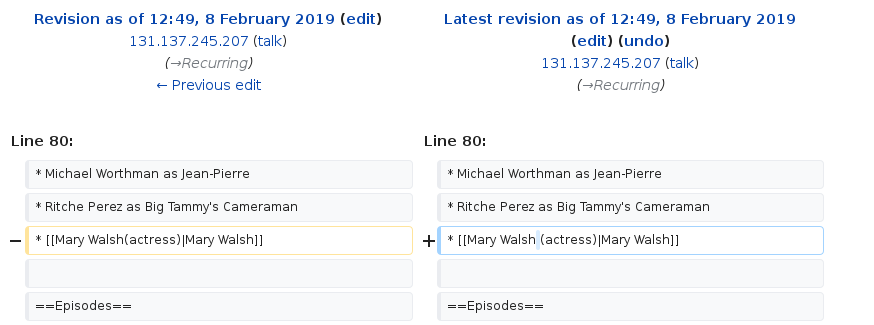 Revision as of 12:49, 8 February 2019 (edit)
131.137.245.207 (talk)
(→Recurring)
← Previous edit
Latest revision as of 12:49, 8 February 2019
(edit) (undo)
131.137.245.207 (talk)
(→Recurring)
Line 80:
Line 80:
* Michael Worthman as Jean-Pierre
* Michael Worthman as Jean-Pierre
* Ritche Perez as Big Tammy's Cameraman
* Ritche Perez as Big Tammy's Cameraman
− * [[Mary Walsh(actress)|Mary Walsh]]
+ * [[Mary Walsh (actress)|Mary Walsh]]
==Episodes==
==Episodes==